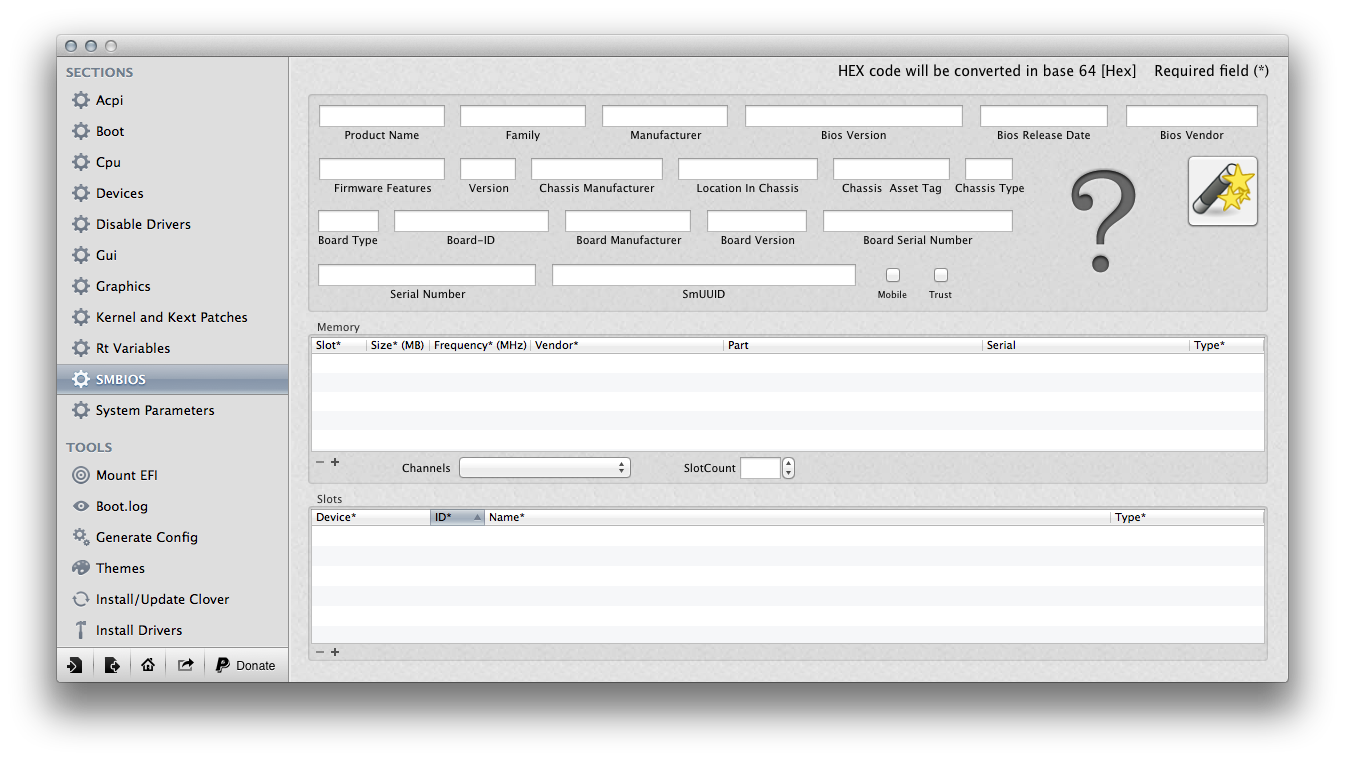 SECTIONS
Acpi
Boot
Cpu
Devices
Disable Drivers
Gui
Graphics
Kernel and Kext Patches
Rt Variables
SMBIOS
System Parameters
TOOLS
Mount EFI
Boot.log
Generate Config
Themes
Install/Update Clover
Install Drivers
Donate
HEX code will be converted in base 64 [Hex] Required field (*)
Product Name Family Manufacturer Bios Version Bios Release Date Bios Vendor
Firmware Features Version Chassis Manufacturer Location In Chassis Chassis Asset Tag Chassis Type
Board Type Board-ID Board Manufacturer Board Version Board Serial Number
Serial Number SmUUID Mobile Trust
Memory
Slot* Size* (MB) Frequency* (MHz) Vendor* Part Serial Type*
Channels SlotCount
Slots
Device* ID* Name* Type*